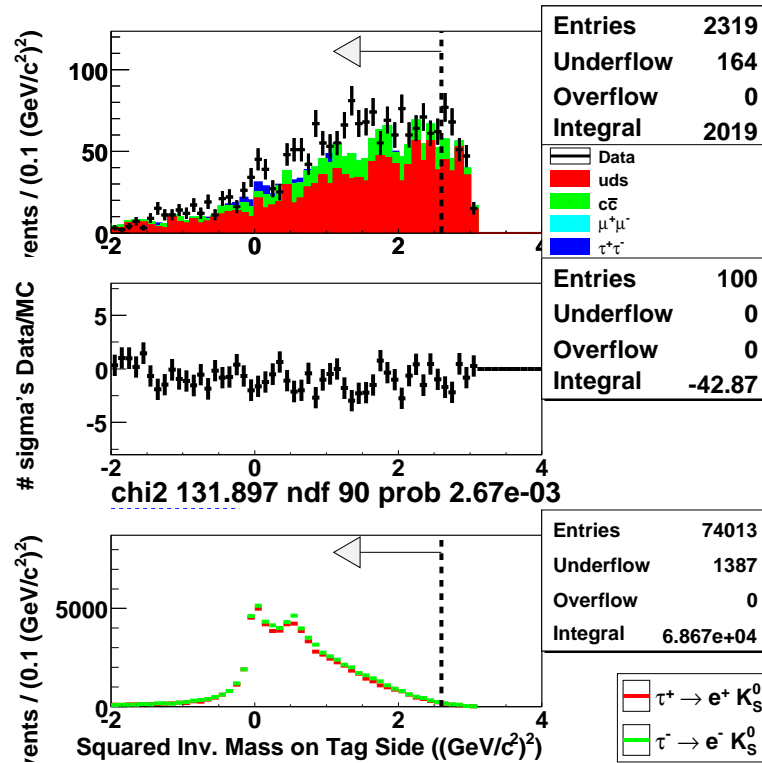 Entries 2319
Underflow 164
Overflow 0
Integral 2019
Data
uds
cc̅
μ⁺μ⁻
τ⁺τ⁻
vents / (0.1 (GeV/c²)²)
100
50
0
-2 0 2 4
Entries 100
Underflow 0
Overflow 0
Integral -42.87
# sigma's Data/MC
5
0
-5
-2 0 2 4
chi2 131.897 ndf 90 prob 2.67e-03
Entries 74013
Underflow 1387
Overflow 0
Integral 6.867e+04
vents / (0.1 (GeV/c²)²)
5000
0
-2 0 2 4
Squared Inv. Mass on Tag Side ((GeV/c²)²)
τ⁺ → e⁺ K⁰_S
τ⁻ → e⁻ K⁰_S